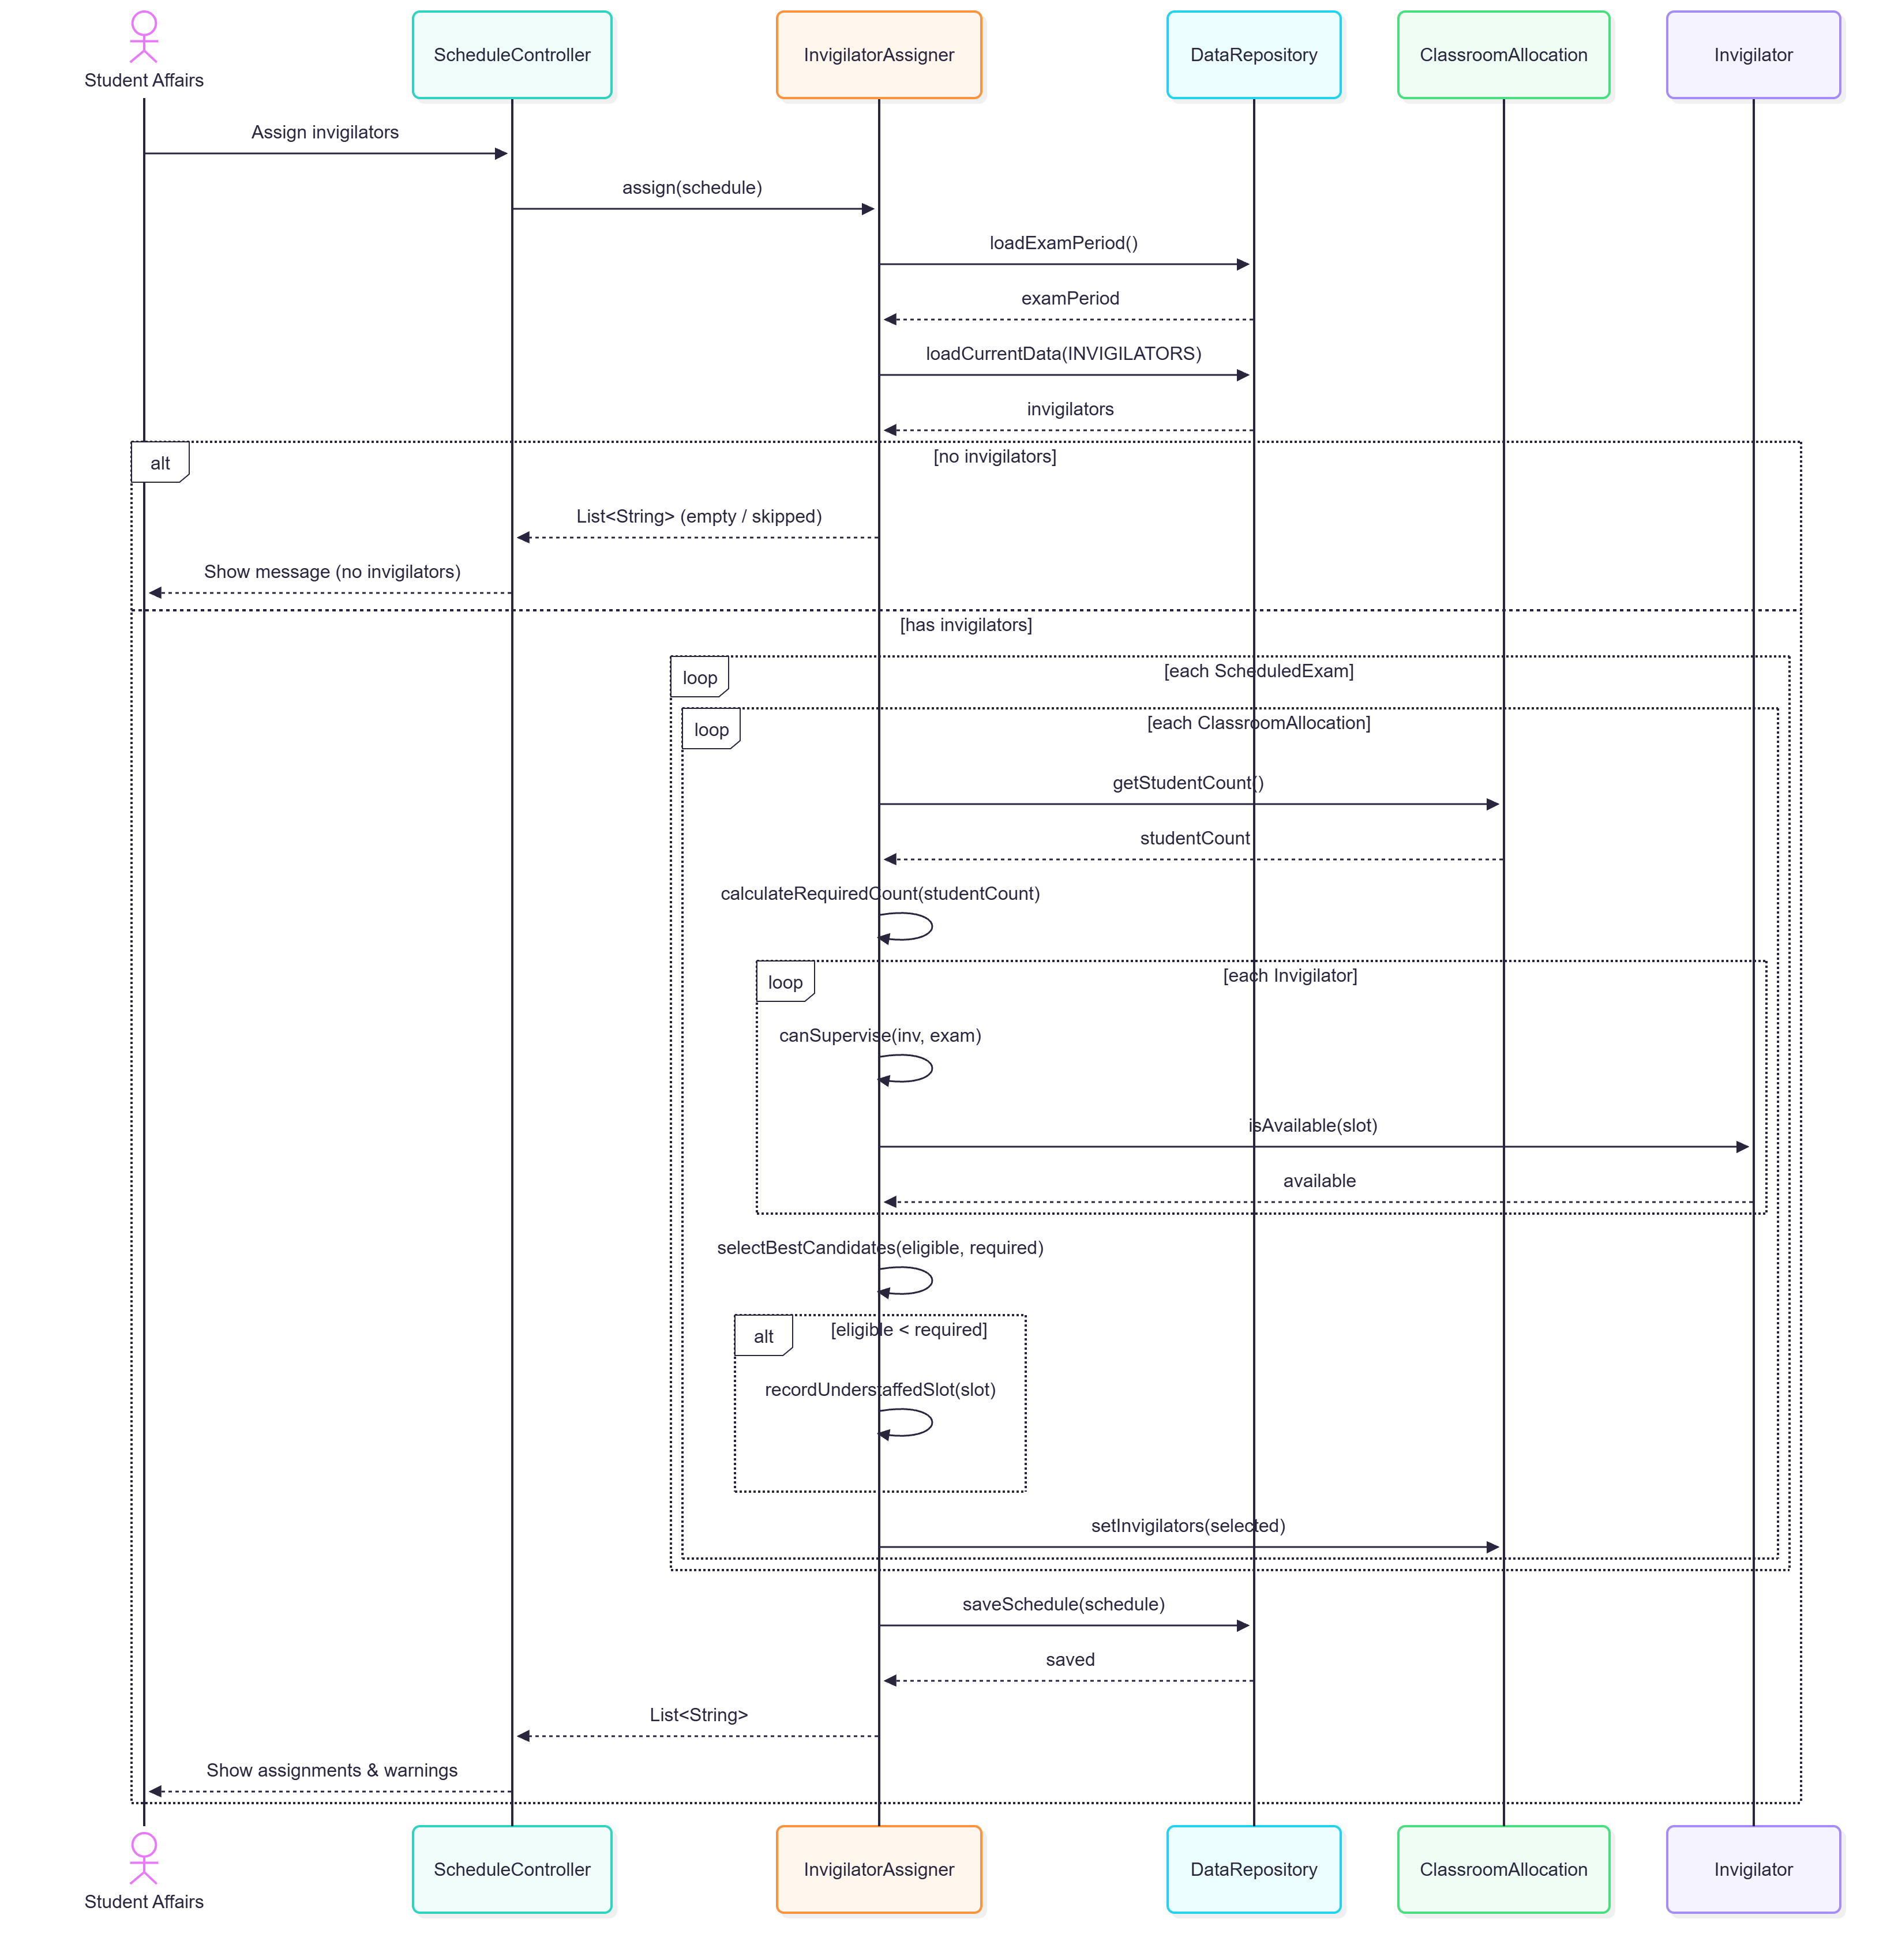 Student Affairs
ScheduleController
InvigilatorAssigner
DataRepository
ClassroomAllocation
Invigilator
Assign invigilators
assign(schedule)
loadExamPeriod()
examPeriod
loadCurrentData(INVIGILATORS)
invigilators
alt
[no invigilators]
List<String> (empty / skipped)
Show message (no invigilators)
[has invigilators]
loop
[each ScheduledExam]
loop
[each ClassroomAllocation]
getStudentCount()
studentCount
calculateRequiredCount(studentCount)
loop
[each Invigilator]
canSupervise(inv, exam)
isAvailable(slot)
available
selectBestCandidates(eligible, required)
alt
[eligible < required]
recordUnderstaffedSlot(slot)
setInvigilators(selected)
saveSchedule(schedule)
saved
List<String>
Show assignments & warnings
Student Affairs
ScheduleController
InvigilatorAssigner
DataRepository
ClassroomAllocation
Invigilator